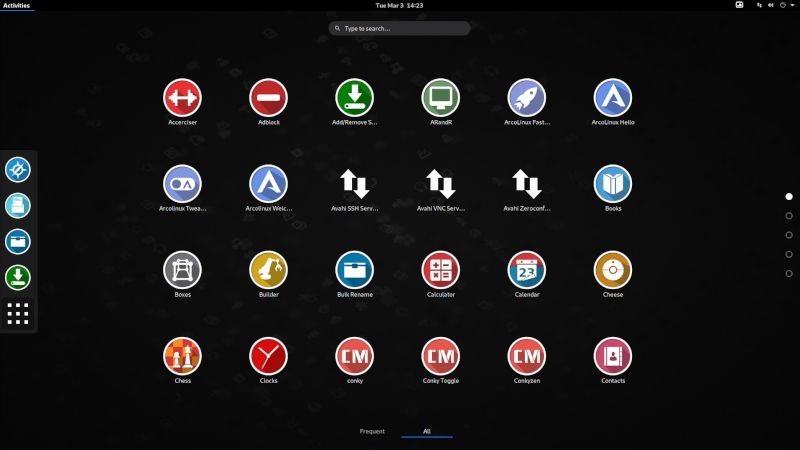 Activities
Tue Mar 3 14:23
Type to search...
Accerciser
Adblock
Add/Remove S...
ARandR
ArcoLinux Fast...
ArcoLinux Hello
Arcolinux Twea...
Arcolinux Welc...
Avahi SSH Serv...
Avahi VNC Serv...
Avahi Zeroconf...
Books
Boxes
Builder
Bulk Rename
Calculator
23
Calendar
Cheese
Chess
Clocks
CM
conky
CM
Conky Toggle
CM
Conkyzen
Contacts
Frequent
All